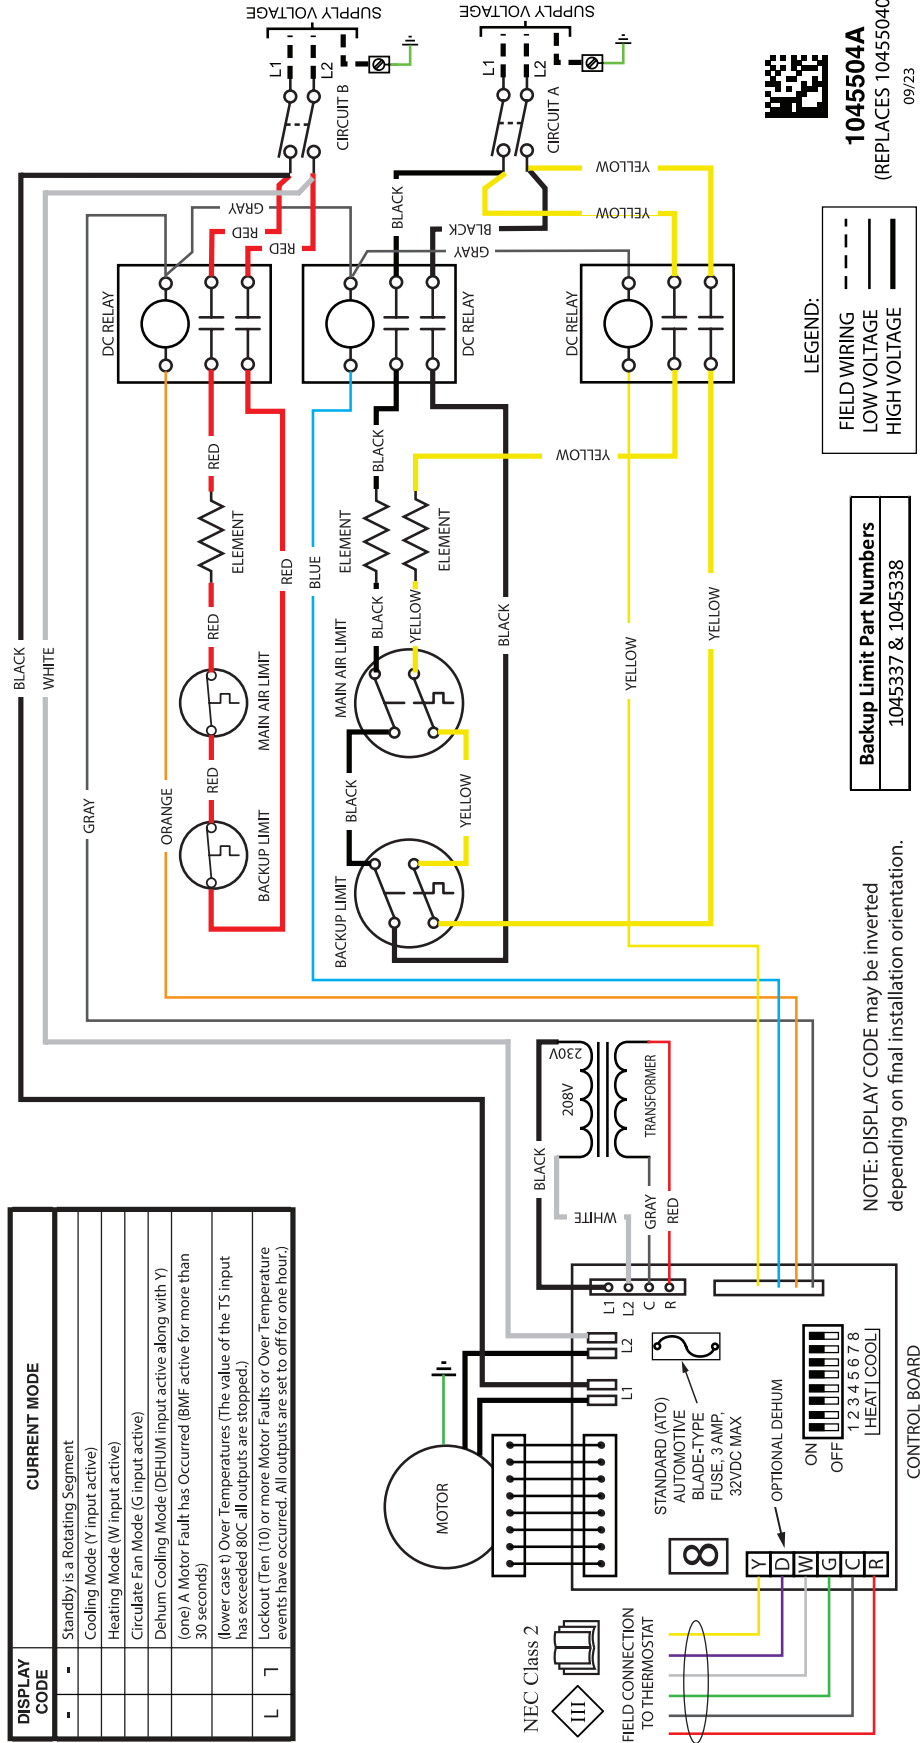 DISPLAY CODE
CURRENT MODE
- -
Standby is a Rotating Segment
Cooling Mode (Y input active)
Heating Mode (W input active)
Circulate Fan Mode (G input active)
Dehum Cooling Mode (DEHUM input active along with Y)
(one) A Motor Fault has Occurred (BMF active for more than
30 seconds)
(lower case t) Over Temperatures (The value of the TS input
has exceeded 80C all outputs are stopped.)
Lockout (Ten (10) or more Motor Faults or Over Temperature
events have occurred. All outputs are set to off for one hour.)
BLACK
WHITE
GRAY
ORANGE
RED
RED
RED
RED
BLUE
BACKUP LIMIT
MAIN AIR LIMIT
ELEMENT
DC RELAY
RED
RED
GRAY
CIRCUIT B
L1
L2
SUPPLY VOLTAGE
BACKUP LIMIT
MAIN AIR LIMIT
BLACK
YELLOW
BLACK
YELLOW
ELEMENT
ELEMENT
BLACK
BLACK
YELLOW
DC RELAY
BLACK
BLACK
GRAY
CIRCUIT A
L1
L2
SUPPLY VOLTAGE
YELLOW
YELLOW
DC RELAY
YELLOW
YELLOW
MOTOR
L1
L2
BLACK
WHITE
GRAY
RED
208V
230V
TRANSFORMER
L1
L2
C
R
STANDARD (ATO)
AUTOMOTIVE
BLADE-TYPE
FUSE, 3 AMP,
32VDC MAX
8
OPTIONAL DEHUM
ON
OFF
1 2 3 4 5 6 7 8
HEAT COOL
CONTROL BOARD
Y
D
W
G
C
R
NEC Class 2
III
FIELD CONNECTION
TO THERMOSTAT
NOTE: DISPLAY CODE may be inverted
depending on final installation orientation.
Backup Limit Part Numbers
1045337 & 1045338
LEGEND:
FIELD WIRING
LOW VOLTAGE
HIGH VOLTAGE
1045504A
(REPLACES 10455040
09/23